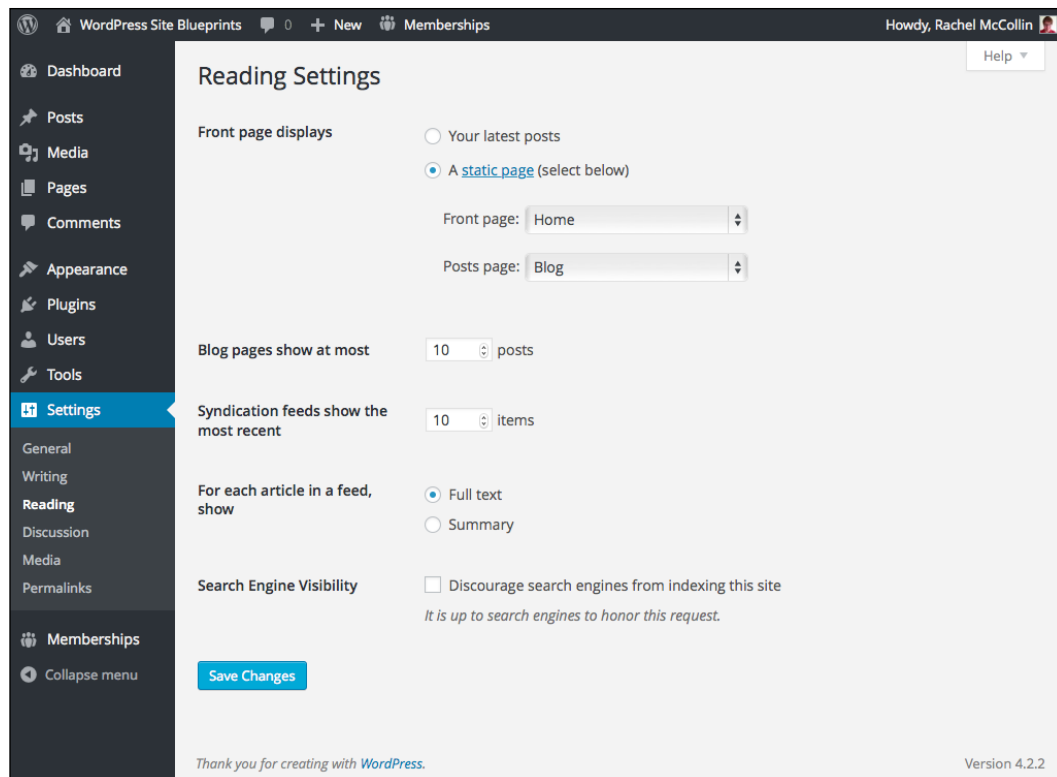 WordPress Site Blueprints 0 New Memberships Howdy, Rachel McCollin
Help
Dashboard
Posts
Media
Pages
Comments
Appearance
Plugins
Users
Tools
Settings
General
Writing
Reading
Discussion
Media
Permalinks
Memberships
Collapse menu
Reading Settings
Front page displays
Your latest posts
A static page (select below)
Front page: Home
Posts page: Blog
Blog pages show at most 10 posts
Syndication feeds show the
most recent
10 items
For each article in a feed,
show
Full text
Summary
Search Engine Visibility
Discourage search engines from indexing this site
It is up to search engines to honor this request.
Save Changes
Thank you for creating with WordPress.
Version 4.2.2